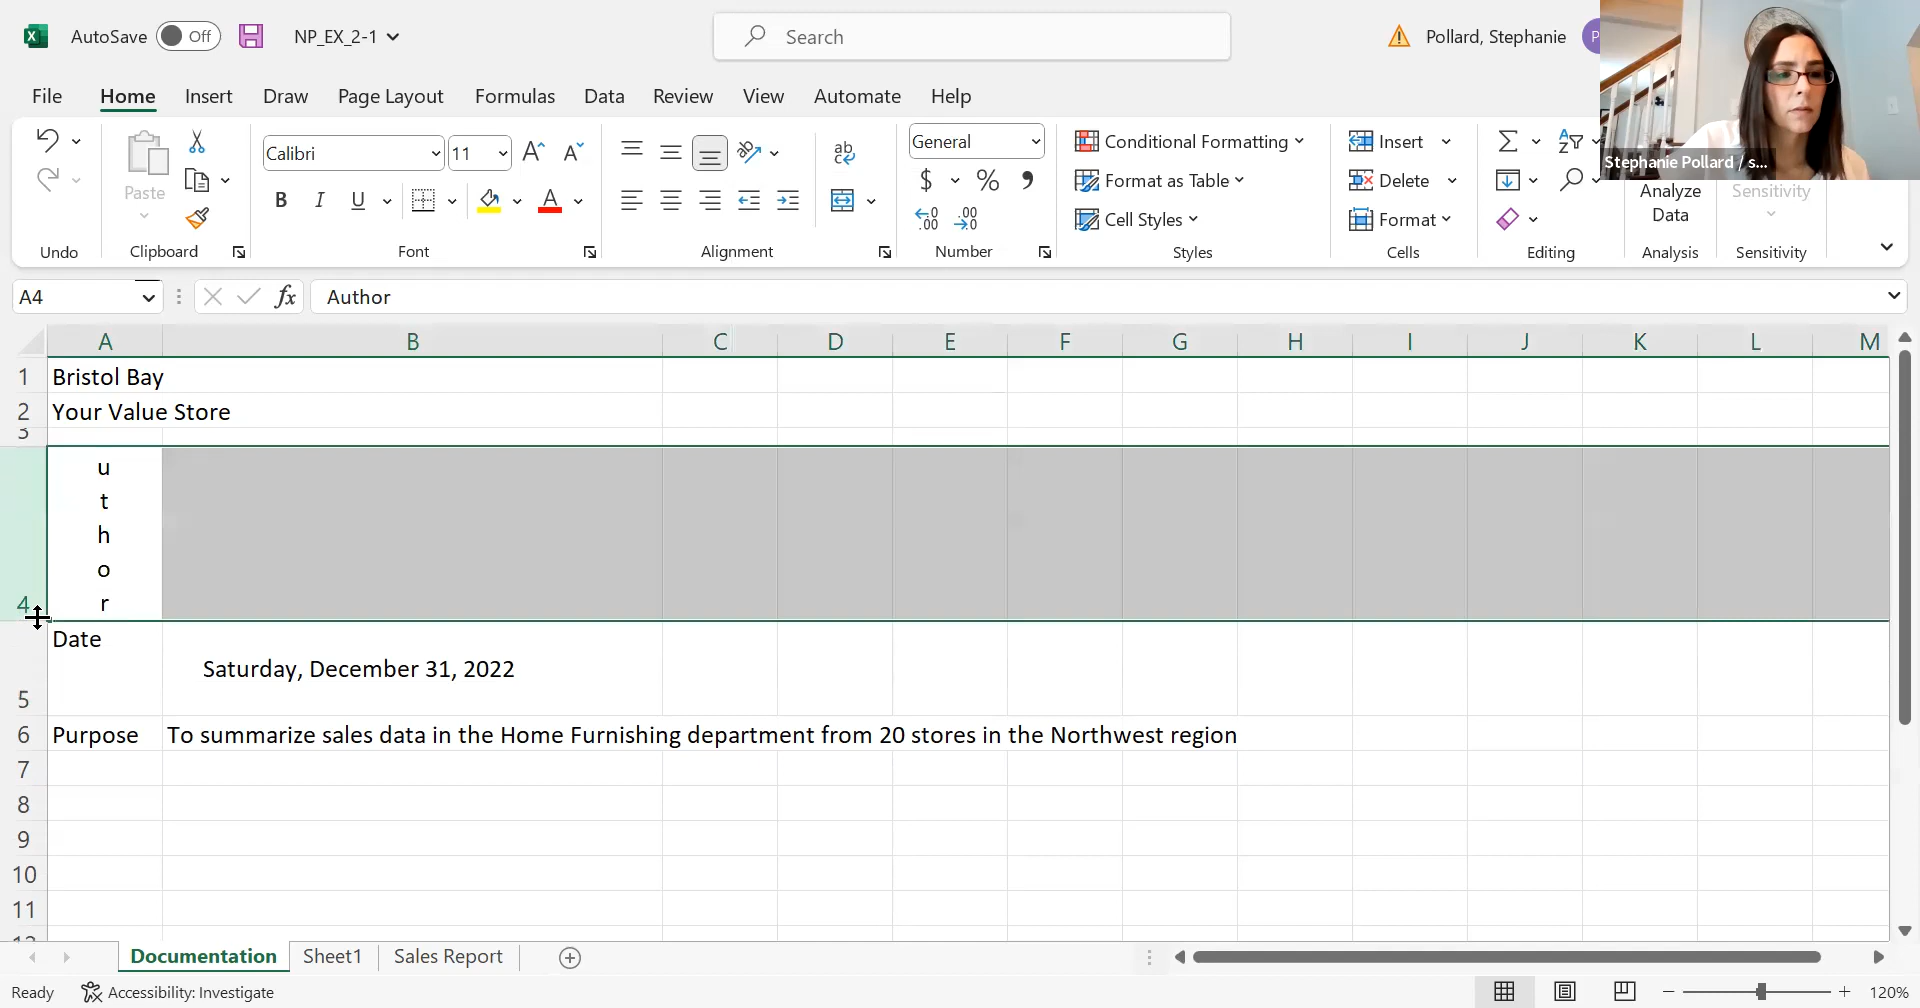 AutoSave Off NP_EX_2-1 Search Pollard, Stephanie P
File Home Insert Draw Page Layout Formulas Data Review View Automate Help
Stephanie Pollard / s...
Paste
Calibri 11
B I U A
ab
General
$ % 9
Conditional Formatting
Format as Table
Cell Styles
Insert
Delete
Format
Analyze Data
Sensitivity
Undo Clipboard Font Alignment Number Styles Cells Editing Analysis Sensitivity
A4 fx Author
A B C D E F G H I J K L M
1 Bristol Bay
2 Your Value Store
3
u
t
h
o
4 r
Date
Saturday, December 31, 2022
5
6 Purpose To summarize sales data in the Home Furnishing department from 20 stores in the Northwest region
7
8
9
10
11
Documentation Sheet1 Sales Report
Ready Accessibility: Investigate 120%